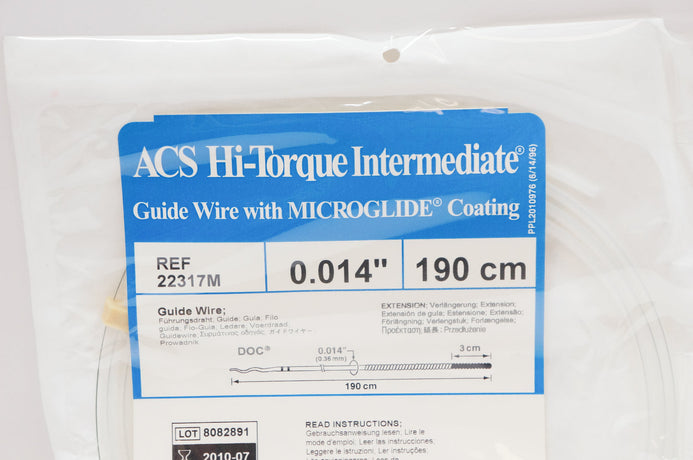 ACS Hi-Torque Intermediate®
Guide Wire with MICROGLIDE® Coating
PPL2010976 (6/14/96)
REF
22317M
0.014"
190 cm
Guide Wire;
Führungsdraht, Guide, Guía, Filo
guida, Fio-Guia, Ledare, Voerdraad,
Guidewire, Συρμάτινος οδηγός, ガイドワイヤー,
Prowadnik
EXTENSION; Verlängerung; Extension;
Extensión de guía; Estensione; Extensão;
Förlängning; Verlengstuk; Forlængelse;
Προέκταση; 延長; Przedłużenie
DOC®
0.014"
(0.36 mm)
3 cm
190 cm
LOT 8082891
2010-07
READ INSTRUCTIONS;
Gebrauchsanweisung lesen; Lire le
mode d'emploi; Leer las instrucciones;
Leggere le istruzioni; Ler instruções;